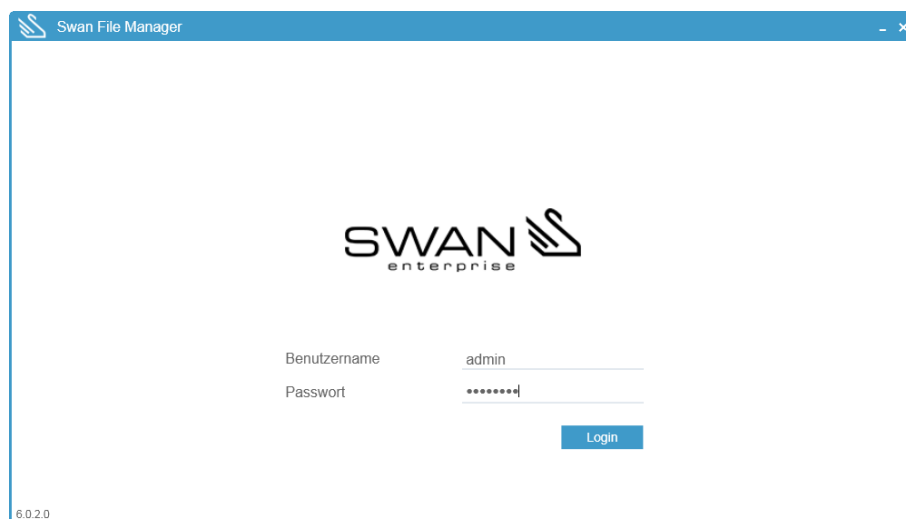 Swan File Manager
SWAN
enterprise
Benutzername admin
Passwort ••••••••
Login
6.0.2.0